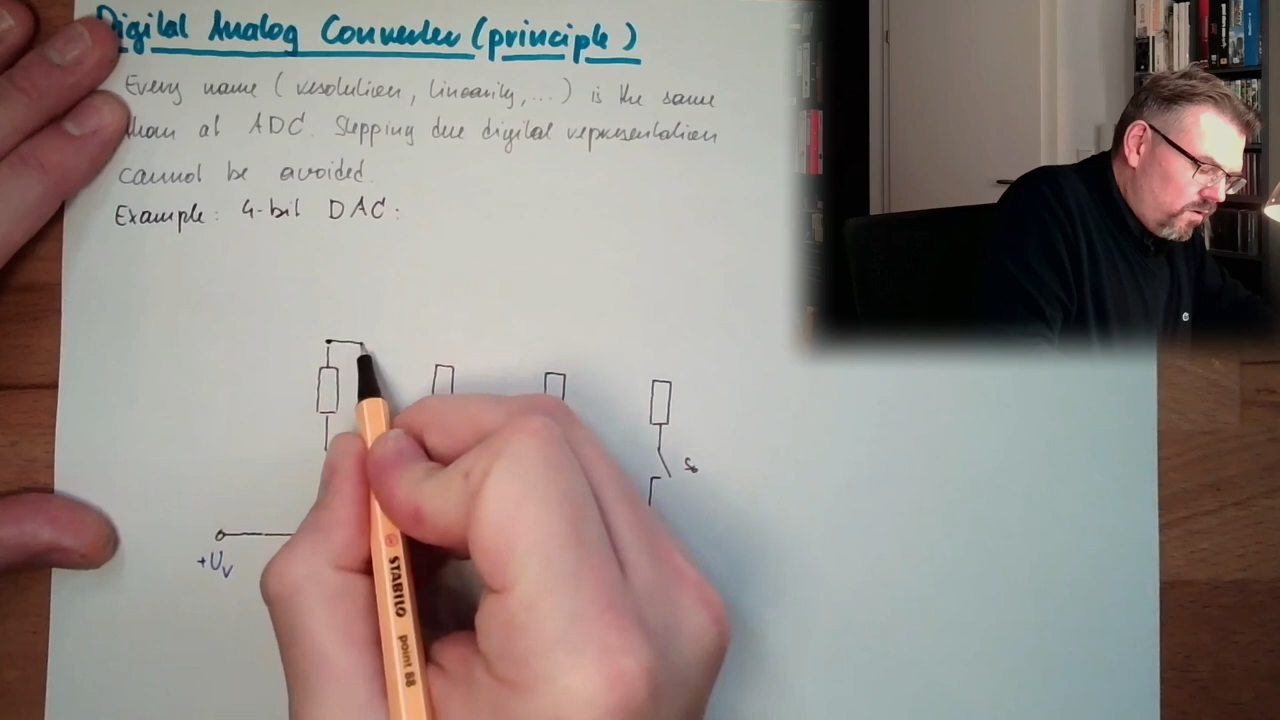 Digital Analog Converter (principle)
Every name (resolution, linearity,...) is the same
than at ADC. Stepping due digital representation
cannot be avoided.
Example: 4-bit DAC:
S₀
+U_V
STABILO point 88